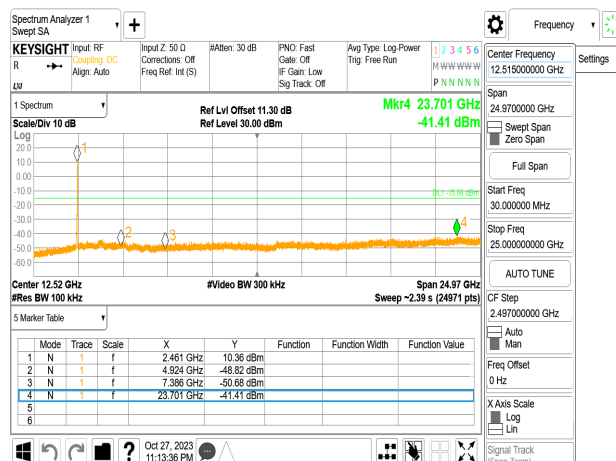 Spectrum Analyzer 1
Swept SA
Frequency
KEYSIGHT
R
Input: RF
Coupling: DC
Align: Auto
Input Z: 50 Ω
Corrections: Off
Freq Ref: Int (S)
#Atten: 30 dB
PNO: Fast
Gate: Off
IF Gain: Low
Sig Track: Off
Avg Type: Log-Power
Trig: Free Run
1 2 3 4 5 6
M W W W W W
P N N N N N
1 Spectrum
Scale/Div 10 dB
Ref Lvl Offset 11.30 dB
Ref Level 30.00 dBm
Mkr4 23.701 GHz
-41.41 dBm
Log
20.0
10.0
0.00
-10.0
-20.0
-30.0
-40.0
-50.0
-60.0
1
2
3
4
Center 12.52 GHz
#Res BW 100 kHz
#Video BW 300 kHz
Span 24.97 GHz
Sweep ~2.39 s (24971 pts)
5 Marker Table
Mode Trace Scale X Y Function Function Width Function Value
1 N 1 f 2.461 GHz 10.36 dBm
2 N 1 f 4.924 GHz -48.82 dBm
3 N 1 f 7.386 GHz -50.68 dBm
4 N 1 f 23.701 GHz -41.41 dBm
5
6
?
Oct 27, 2023
11:13:36 PM
Center Frequency
12.515000000 GHz
Settings
Span
24.9700000 GHz
Swept Span
Zero Span
Full Span
Start Freq
30.000000 MHz
Stop Freq
25.000000000 GHz
AUTO TUNE
CF Step
2.497000000 GHz
Auto
Man
Freq Offset
0 Hz
X Axis Scale
Log
Lin
Signal Track